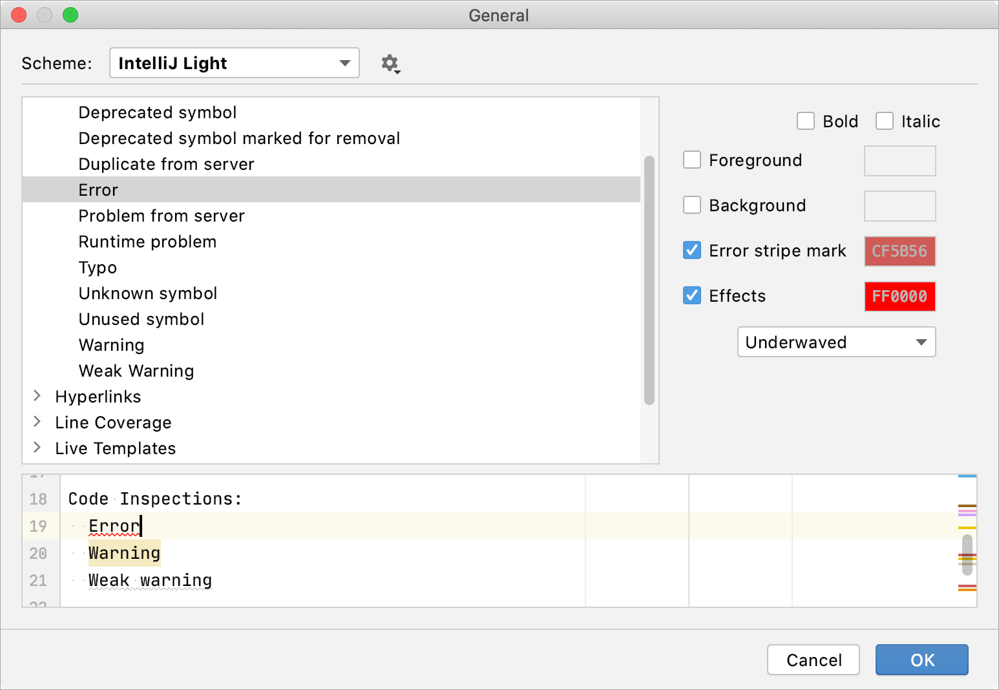 General
Scheme: IntelliJ Light
Deprecated symbol
Deprecated symbol marked for removal
Duplicate from server
Error
Problem from server
Runtime problem
Typo
Unknown symbol
Unused symbol
Warning
Weak Warning
Hyperlinks
Line Coverage
Live Templates
Bold Italic
Foreground
Background
Error stripe mark CF5B56
Effects FF0000
Underwaved
18 Code Inspections:
19 Error
20 Warning
21 Weak warning
Cancel OK